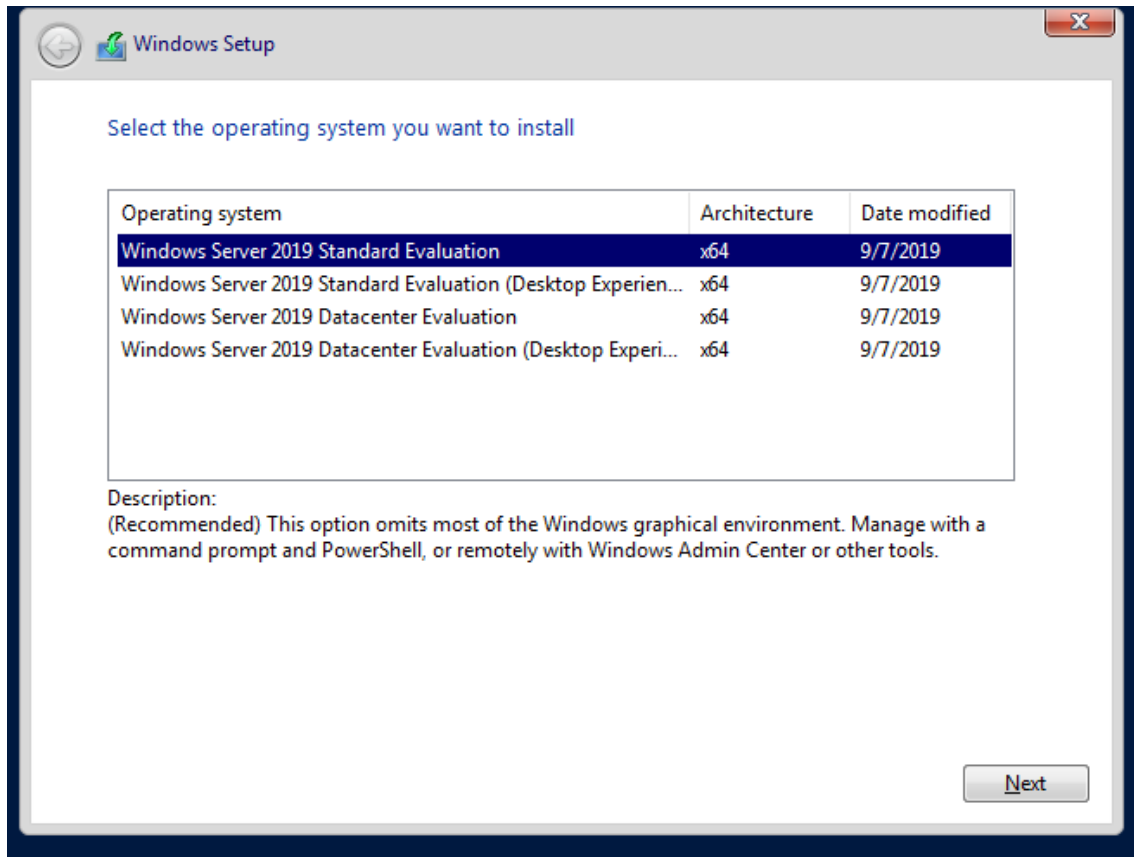 Windows Setup
Select the operating system you want to install
Operating system Architecture Date modified
Windows Server 2019 Standard Evaluation x64 9/7/2019
Windows Server 2019 Standard Evaluation (Desktop Experien... x64 9/7/2019
Windows Server 2019 Datacenter Evaluation x64 9/7/2019
Windows Server 2019 Datacenter Evaluation (Desktop Experi... x64 9/7/2019
Description:
(Recommended) This option omits most of the Windows graphical environment. Manage with a
command prompt and PowerShell, or remotely with Windows Admin Center or other tools.
Next